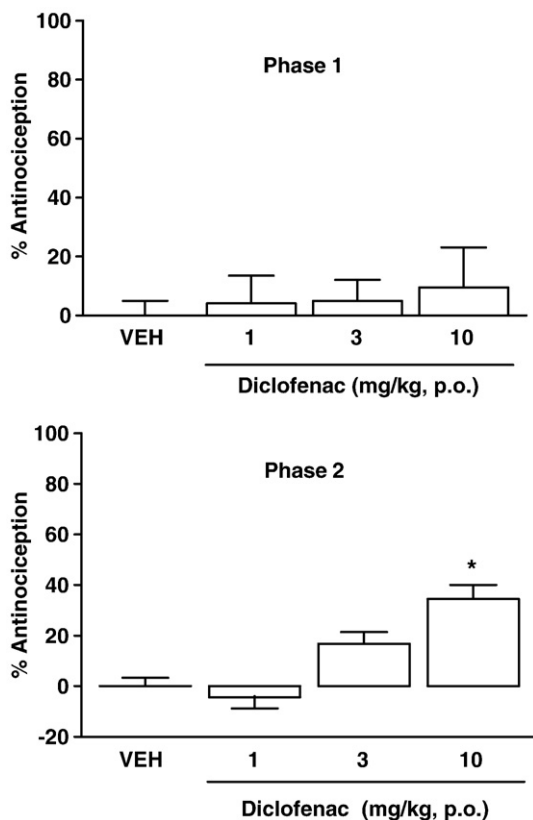 Phase 1
% Antinociception
100
80
60
40
20
0
VEH 1 3 10
Diclofenac (mg/kg, p.o.)
Phase 2
% Antinociception
100
80
60
40
20
0
-20
*
VEH 1 3 10
Diclofenac (mg/kg, p.o.)